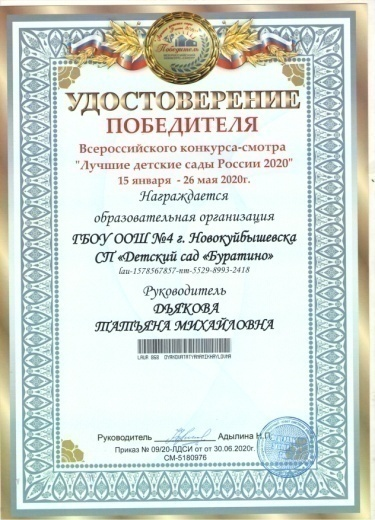 Победитель
УДОСТОВЕРЕНИЕ
ПОБЕДИТЕЛЯ
Всероссийского конкурса-смотра
"Лучшие детские сады России 2020"
15 января - 26 мая 2020г.
Награждается
образовательная организация
ГБОУ ООШ №4 г. Новокуйбышевска
СП «Детский сад «Буратино»
lau-1578567857-nm-5529-8993-2418
Руководитель
ДЬЯКОВА
ТАТЬЯНА МИХАЙЛОВНА
Руководитель Адылина Н.П.
Приказ № 09/20-ЛДСИ от от 30.06.2020г.
СМ-5180976